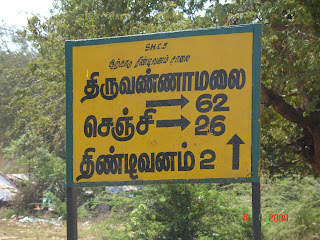 திருவண்ணாமலை
செஞ்சி → 62
→ 26
திண்டிவனம் 2 ↑